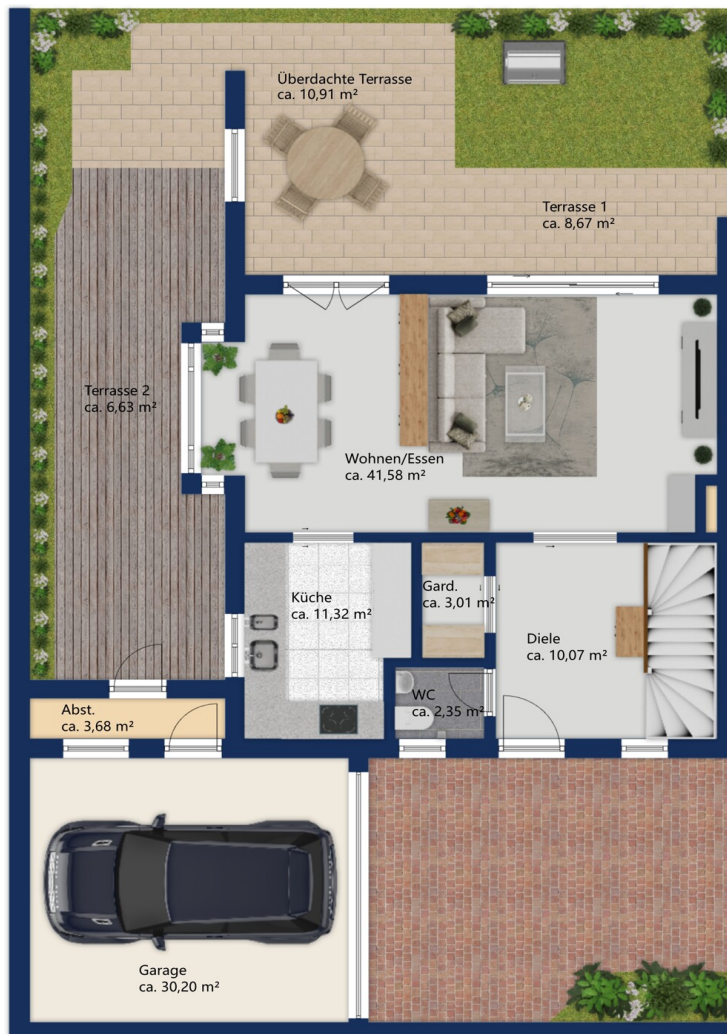 Überdachte Terrasse
ca. 10,91 m²
Terrasse 1
ca. 8,67 m²
Terrasse 2
ca. 6,63 m²
Wohnen/Essen
ca. 41,58 m²
Küche
ca. 11,32 m²
Gard.
ca. 3,01 m²
Diele
ca. 10,07 m²
WC
ca. 2,35 m²
Abst.
ca. 3,68 m²
Garage
ca. 30,20 m²